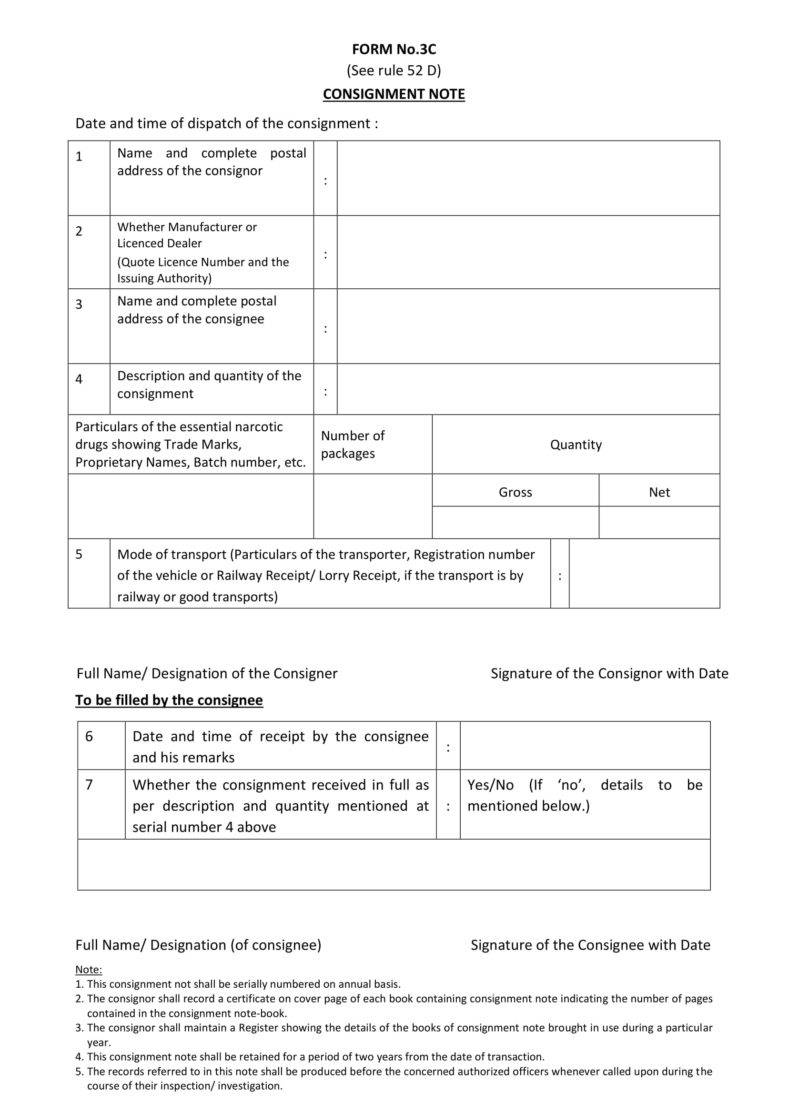 FORM No.3C
(See rule 52 D)
CONSIGNMENT NOTE
Date and time of dispatch of the consignment :
1
Name and complete postal
address of the consignor
:
2
Whether Manufacturer or
Licenced Dealer
(Quote Licence Number and the
Issuing Authority)
:
3
Name and complete postal
address of the consignee
:
4
Description and quantity of the
consignment
:
Particulars of the essential narcotic
drugs showing Trade Marks,
Proprietary Names, Batch number, etc.
Number of
packages
Quantity
Gross
Net
5
Mode of transport (Particulars of the transporter, Registration number
of the vehicle or Railway Receipt/ Lorry Receipt, if the transport is by
railway or good transports)
:
Full Name/ Designation of the Consigner
Signature of the Consignor with Date
To be filled by the consignee
6
Date and time of receipt by the consignee
and his remarks
:
7
Whether the consignment received in full as
per description and quantity mentioned at
serial number 4 above
:
Yes/No (If ‘no’, details to be
mentioned below.)
Full Name/ Designation (of consignee)
Signature of the Consignee with Date
Note:
1. This consignment not shall be serially numbered on annual basis.
2. The consignor shall record a certificate on cover page of each book containing consignment note indicating the number of pages
contained in the consignment note-book.
3. The consignor shall maintain a Register showing the details of the books of consignment note brought in use during a particular
year.
4. This consignment note shall be retained for a period of two years from the date of transaction.
5. The records referred to in this note shall be produced before the concerned authorized officers whenever called upon during the
course of their inspection/ investigation.